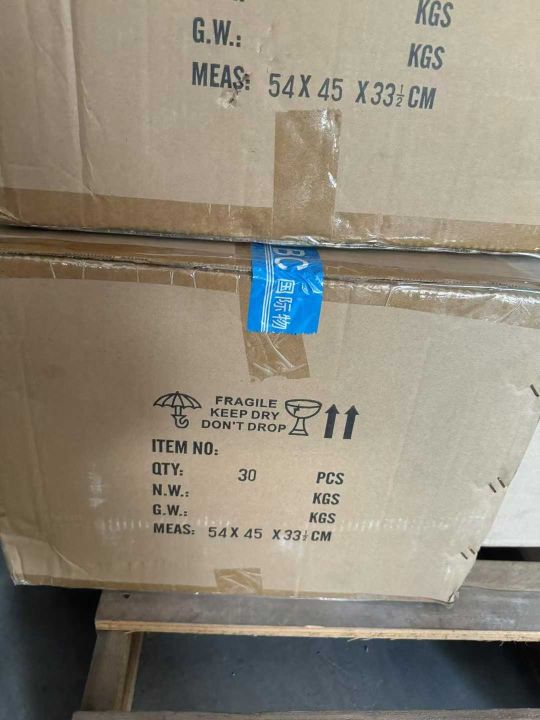 KGS
G.W.:
KGS
MEAS: 54 X 45 X 33½ CM
BC
国际物
FRAGILE
KEEP DRY
DON'T DROP
ITEM NO:
QTY: 30 PCS
N.W.: KGS
G.W.: KGS
MEAS: 54 X 45 X 33½ CM